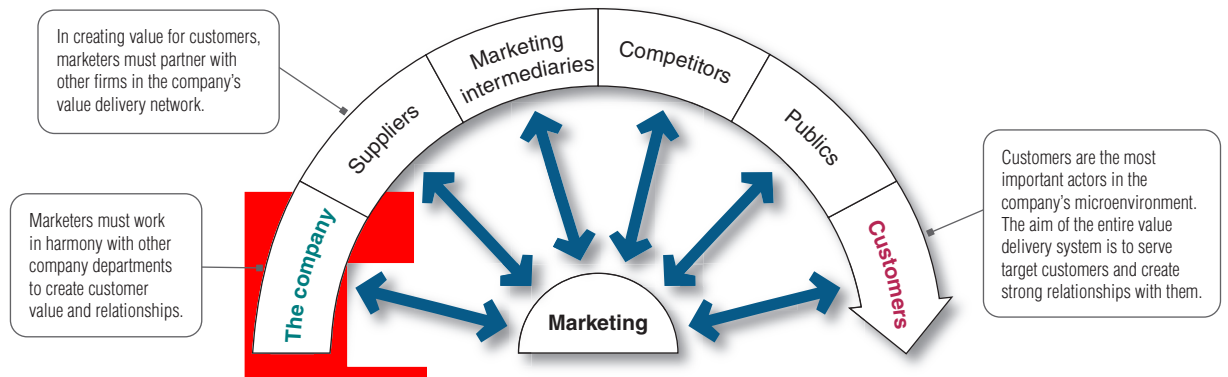 In creating value for customers,
marketers must partner with
other firms in the company's
value delivery network.
Marketers must work
in harmony with other
company departments
to create customer
value and relationships.
The company
Suppliers
Marketing
intermediaries
Competitors
Publics
Customers
Marketing
Customers are the most
important actors in the
company's microenvironment.
The aim of the entire value
delivery system is to serve
target customers and create
strong relationships with them.